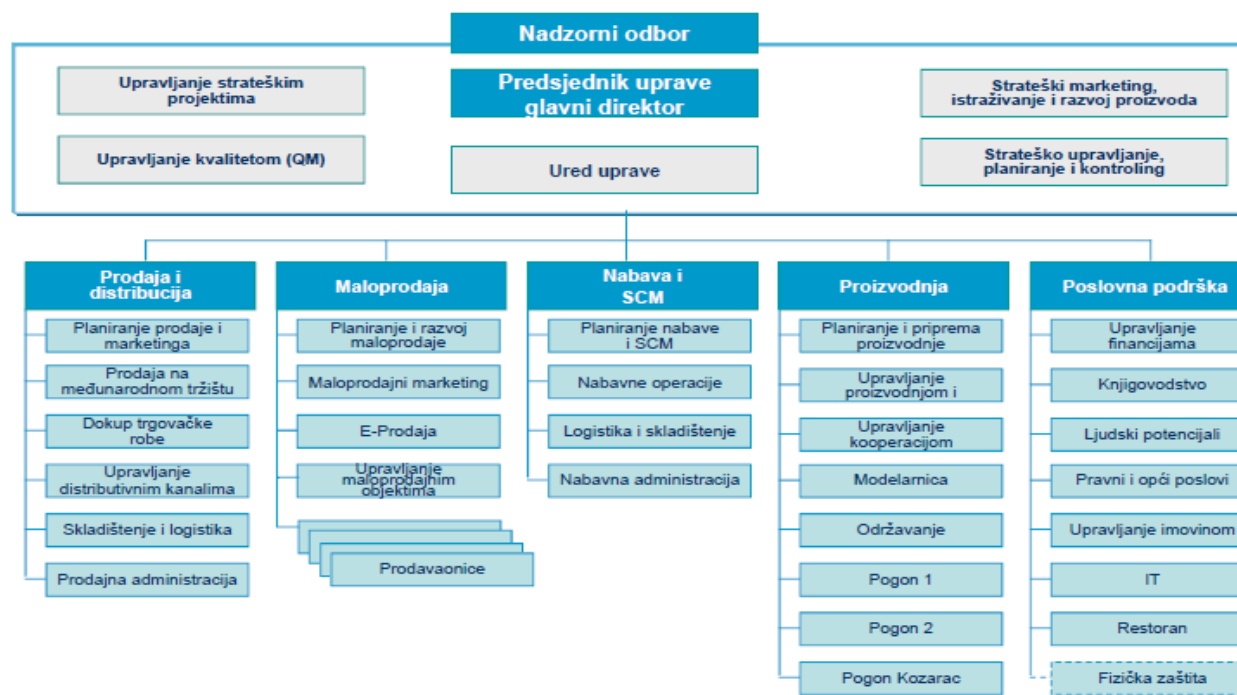 Nadzorni odbor
Upravljanje strateškim
projektima
Predsjednik uprave
glavni direktor
Strateški marketing,
istraživanje i razvoj proizvoda
Upravljanje kvalitetom (QM)
Ured uprave
Strateško upravljanje,
planiranje i kontroling
Prodaja i
distribucija
Planiranje prodaje i
marketinga
Prodaja na
međunarodnom tržištu
Dokup trgovačke
robe
Upravljanje
distributivnim kanalima
Skladištenje i logistika
Prodajna administracija
Maloprodaja
Planiranje i razvoj
maloprodaje
Maloprodajni marketing
E-Prodaja
Upravljanje
maloprodajnim
objektima
Prodavaonice
Nabava i
SCM
Planiranje nabave
i SCM
Nabavne operacije
Logistika i skladištenje
Nabavna administracija
Proizvodnja
Planiranje i priprema
proizvodnje
Upravljanje
proizvodnjom i
Upravljanje
kooperacijom
Modelarnica
Održavanje
Pogon 1
Pogon 2
Pogon Kozarac
Poslovna podrška
Upravljanje
financijama
Knjigovodstvo
Ljudski potencijali
Pravni i opći poslovi
Upravljanje imovinom
IT
Restoran
Fizička zaštita